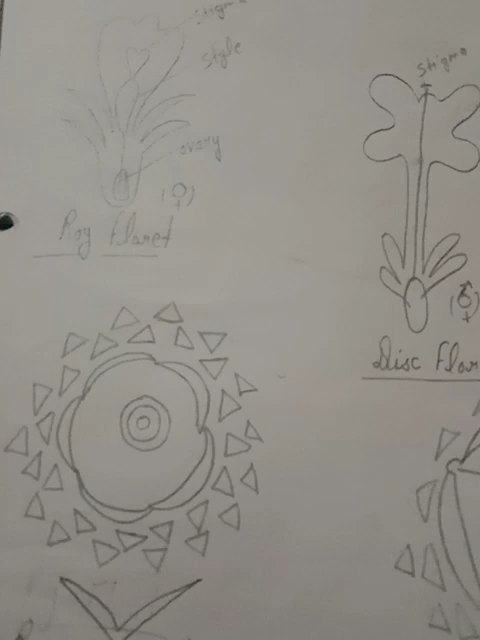 Stigma
Style
ovary
(♀)
Ray Floret
Stigma
(⚥)
Disc Flor